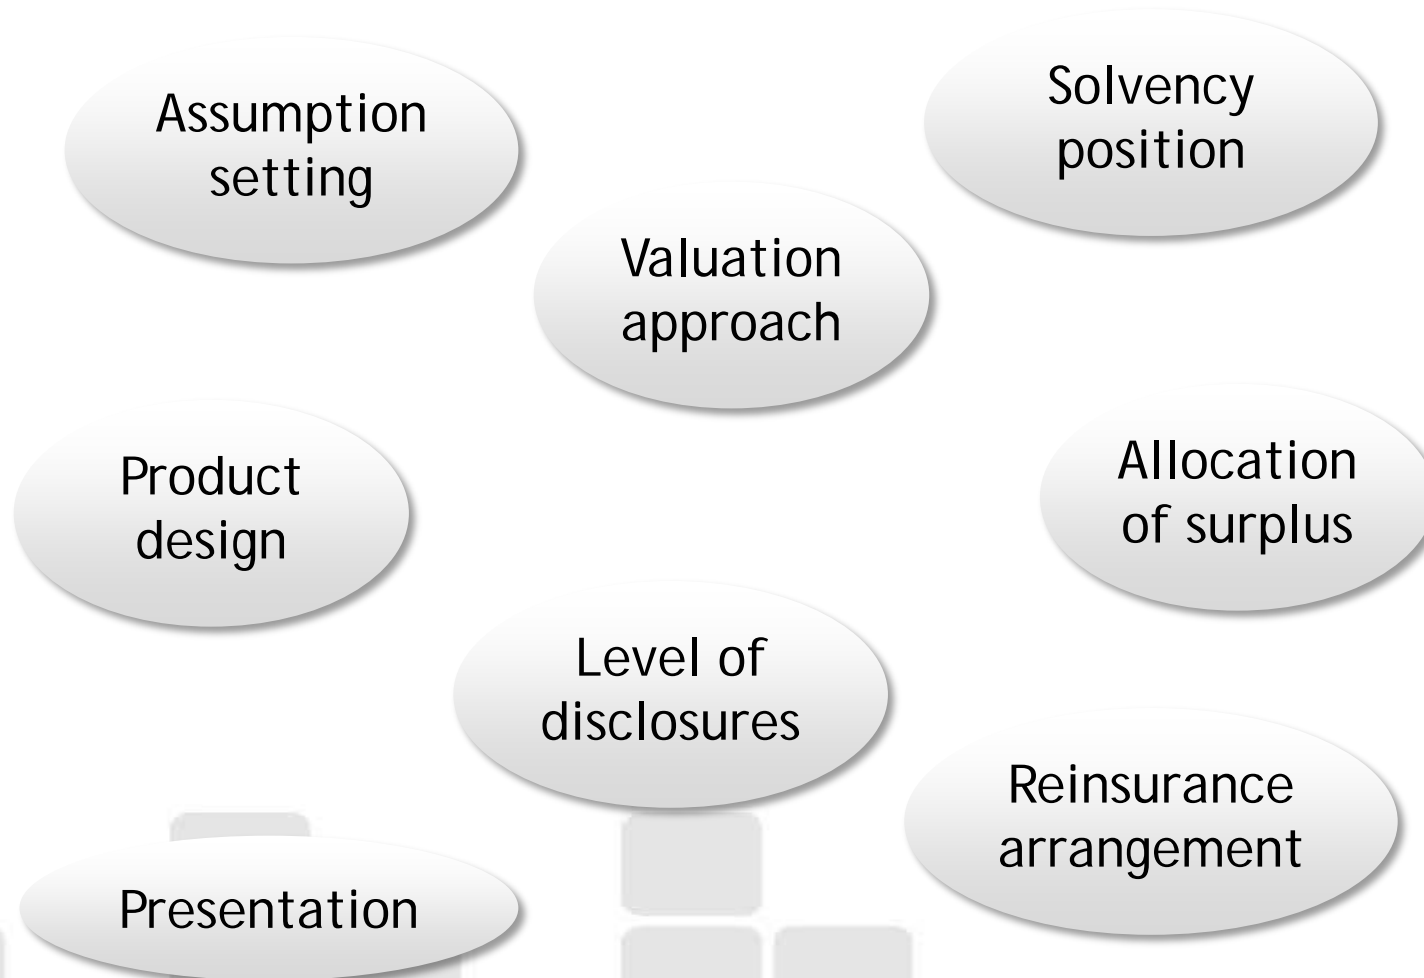 Assumption
setting
Solvency
position
Valuation
approach
Product
design
Allocation
of surplus
Level of
disclosures
Reinsurance
arrangement
Presentation